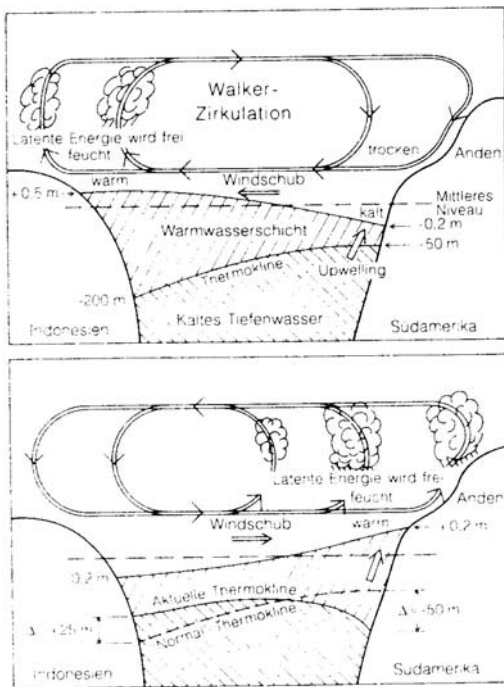 Walker-
Zirkulation
Latente Energie wird frei
feucht
trocken
Anden
warm
Windschub
+0.5 m
Mittleres
Niveau
kalt
-0.2 m
Warmwasserschicht
-50 m
Thermokline
Upwelling
-200 m
Kaltes Tiefenwasser
Indonesien
Südamerika
Latente Energie wird frei-
feucht
Anden
Windschub
warm
+0.2 m
0.2 m
Aktuelle Thermokline
Normal Thermokline
-50 m
+25 m
Indonesien
Südamerika